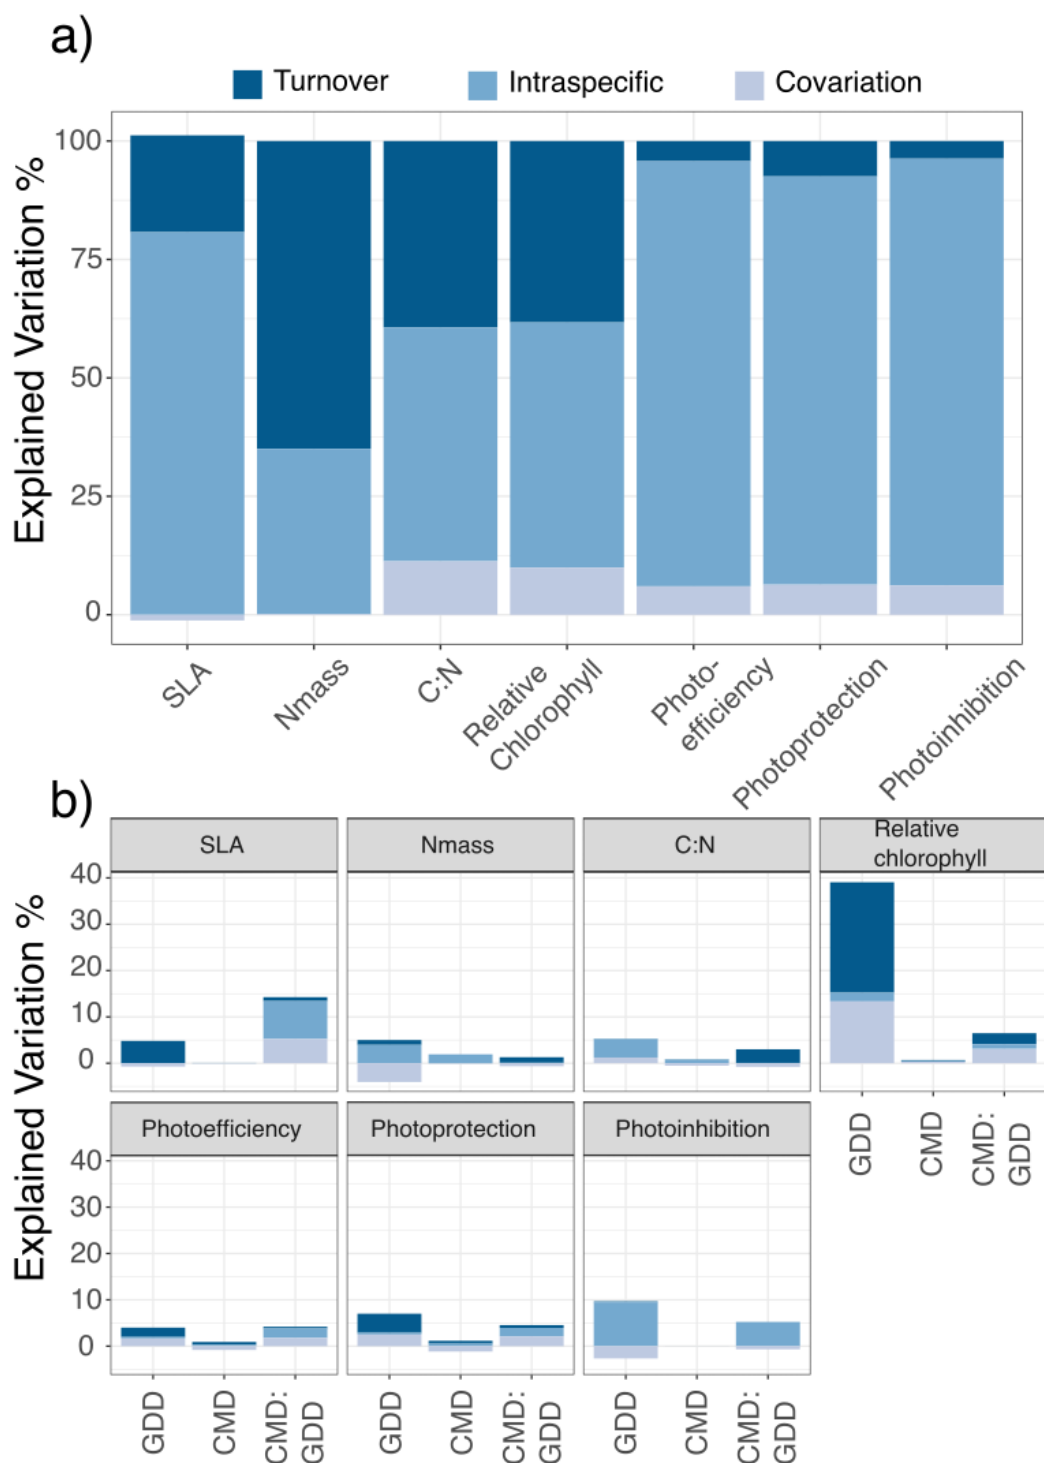 a)
Turnover Intraspecific Covariation
Explained Variation %
100
75
50
25
0
SLA
Nmass
C:N
Relative
Chlorophyll
Photo-
efficiency
Photoprotection
Photoinhibition
b)
Explained Variation %
SLA Nmass C:N Relative
chlorophyll
40
30
20
10
0
GDD CMD CMD:
GDD
Photoefficiency Photoprotection Photoinhibition
40
30
20
10
0
GDD CMD CMD:
GDD
GDD CMD CMD:
GDD
GDD CMD CMD:
GDD